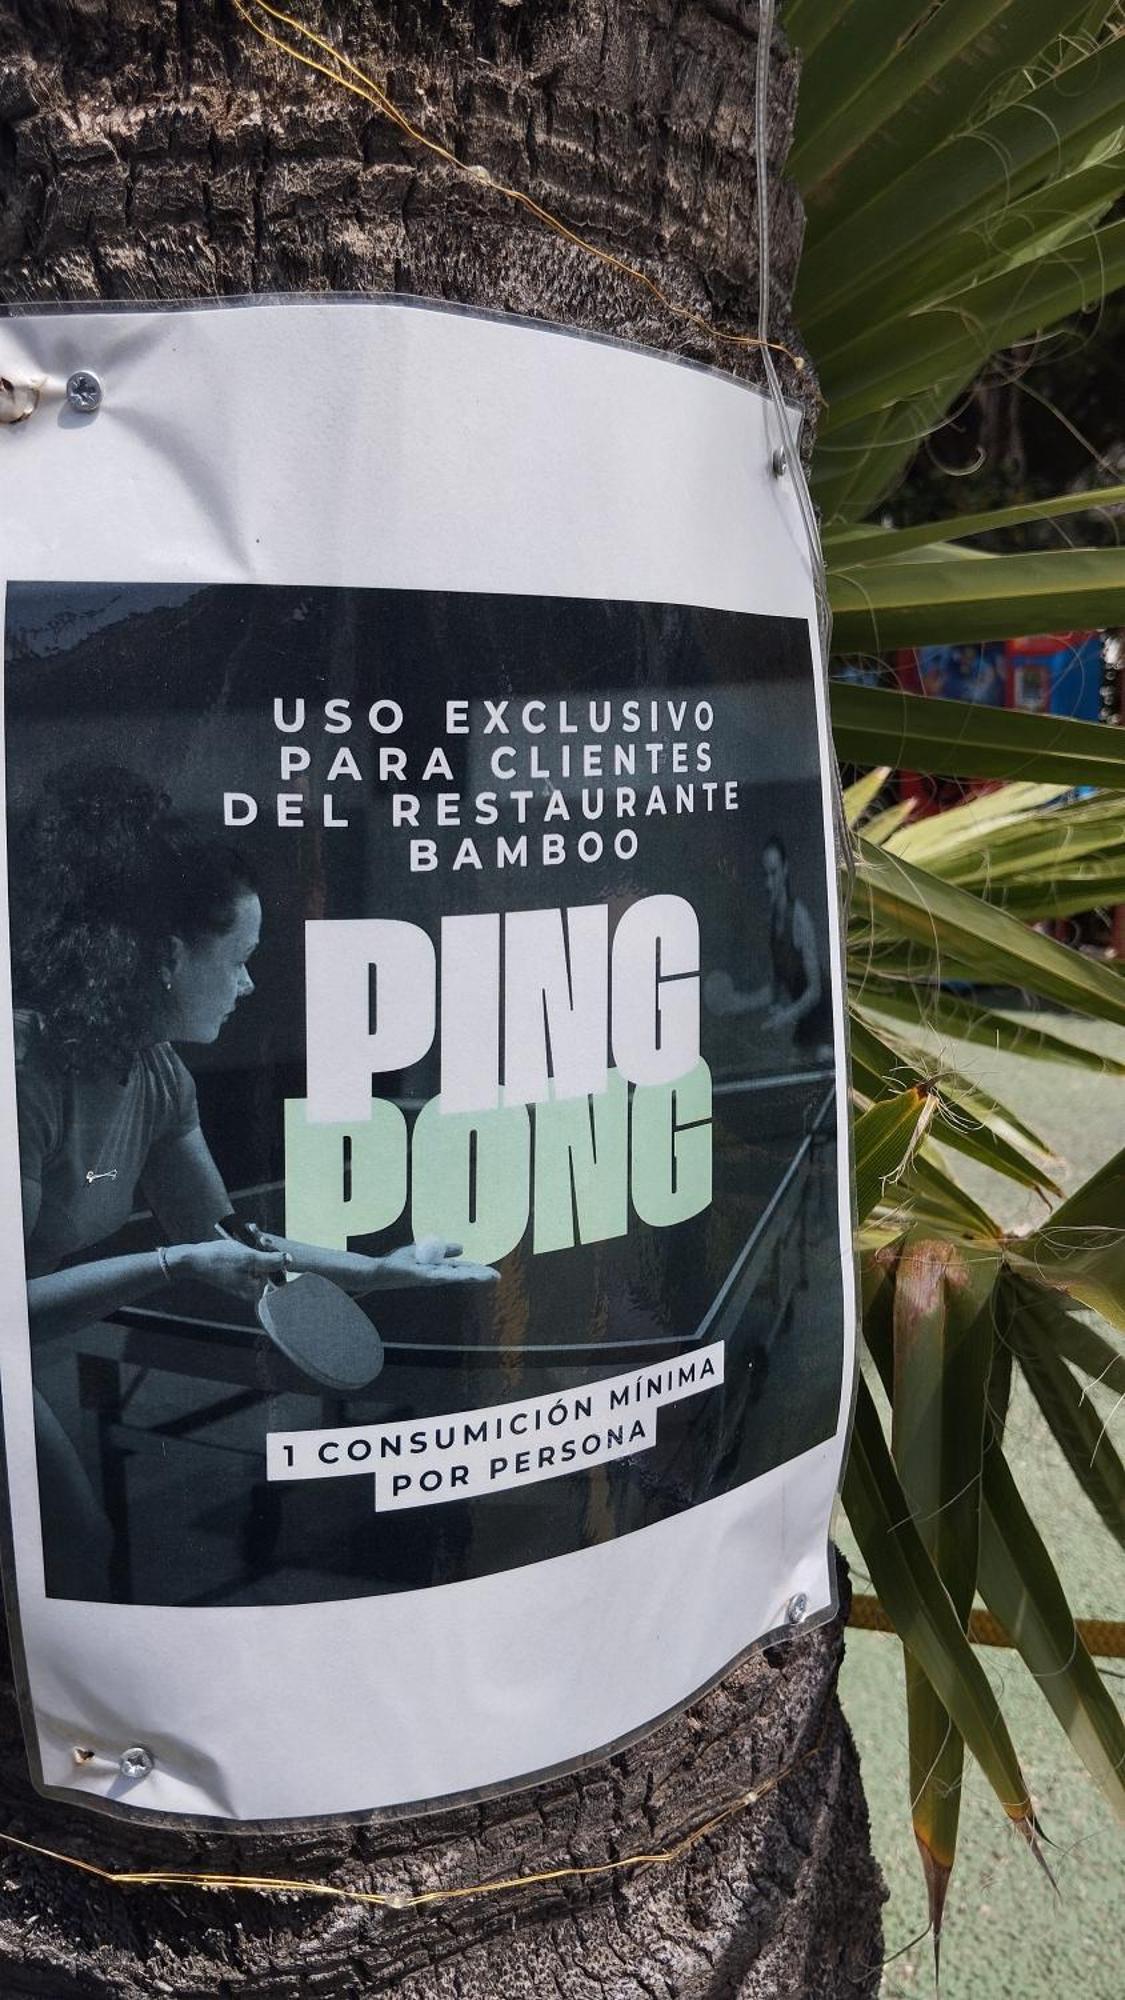 USO EXCLUSIVO
PARA CLIENTES
DEL RESTAURANTE
BAMBOO
PING
PONG
1 CONSUMICIÓN MÍNIMA
POR PERSONA